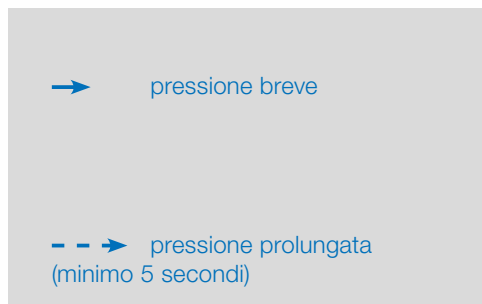 pressione breve
pressione prolungata
(minimo 5 secondi)